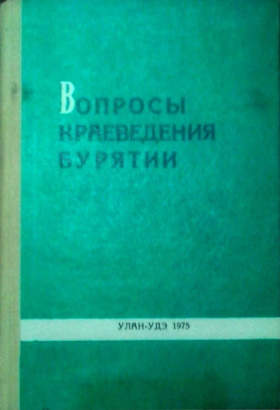 Вопросы
краеведения
Бурятии
УЛАН-УДЭ 1975